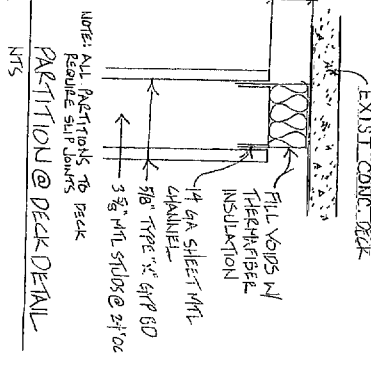 EXIST CONC. DECK
FILL VOIDS W/
THERMAFIBER
INSULATION
14 GA SHEET MTL
CHANNEL
5/8" TYPE "X" GYP BD
3 5/8" MTL STUDS @ 24" OC
NOTE: ALL PARTITIONS TO DECK
REQUIRE SLIP JOINTS
PARTITION @ DECK DETAIL
NTS